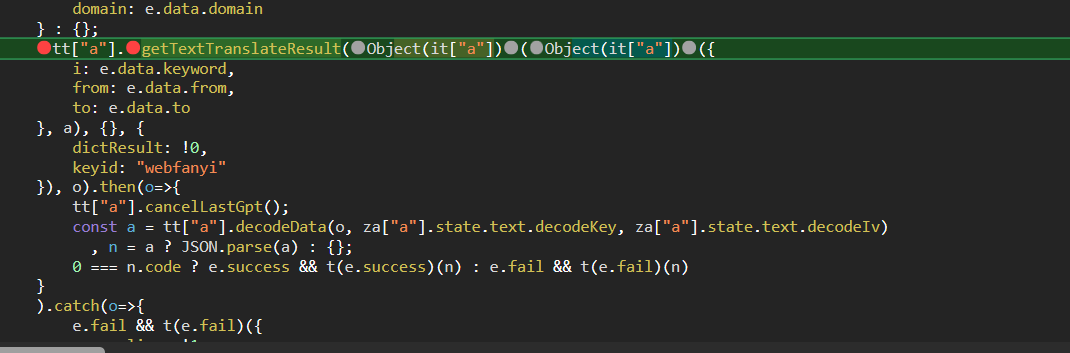 domain: e.data.domain
} : {};
tt["a"].getTextTranslateResult(Object(it["a"])(Object(it["a"])({
i: e.data.keyword,
from: e.data.from,
to: e.data.to
}, a), {}, {
dictResult: !0,
keyid: "webfanyi"
}), o).then(o=>{
tt["a"].cancelLastGpt();
const a = tt["a"].decodeData(o, za["a"].state.text.decodeKey, za["a"].state.text.decodeIv)
, n = a ? JSON.parse(a) : {};
0 === n.code ? e.success && t(e.success)(n) : e.fail && t(e.fail)(n)
}
).catch(o=>{
e.fail && t(e.fail)({